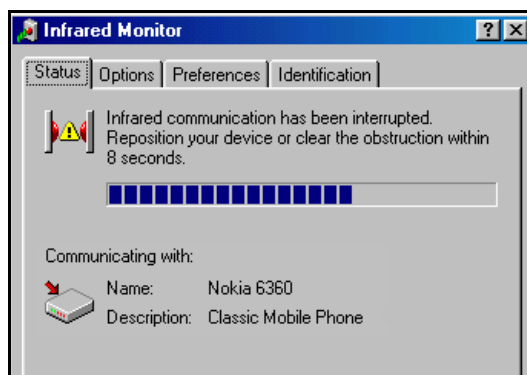 Infrared Monitor
Status Options Preferences Identification
Infrared communication has been interrupted.
Reposition your device or clear the obstruction within
8 seconds.
Communicating with:
Name: Nokia 6360
Description: Classic Mobile Phone